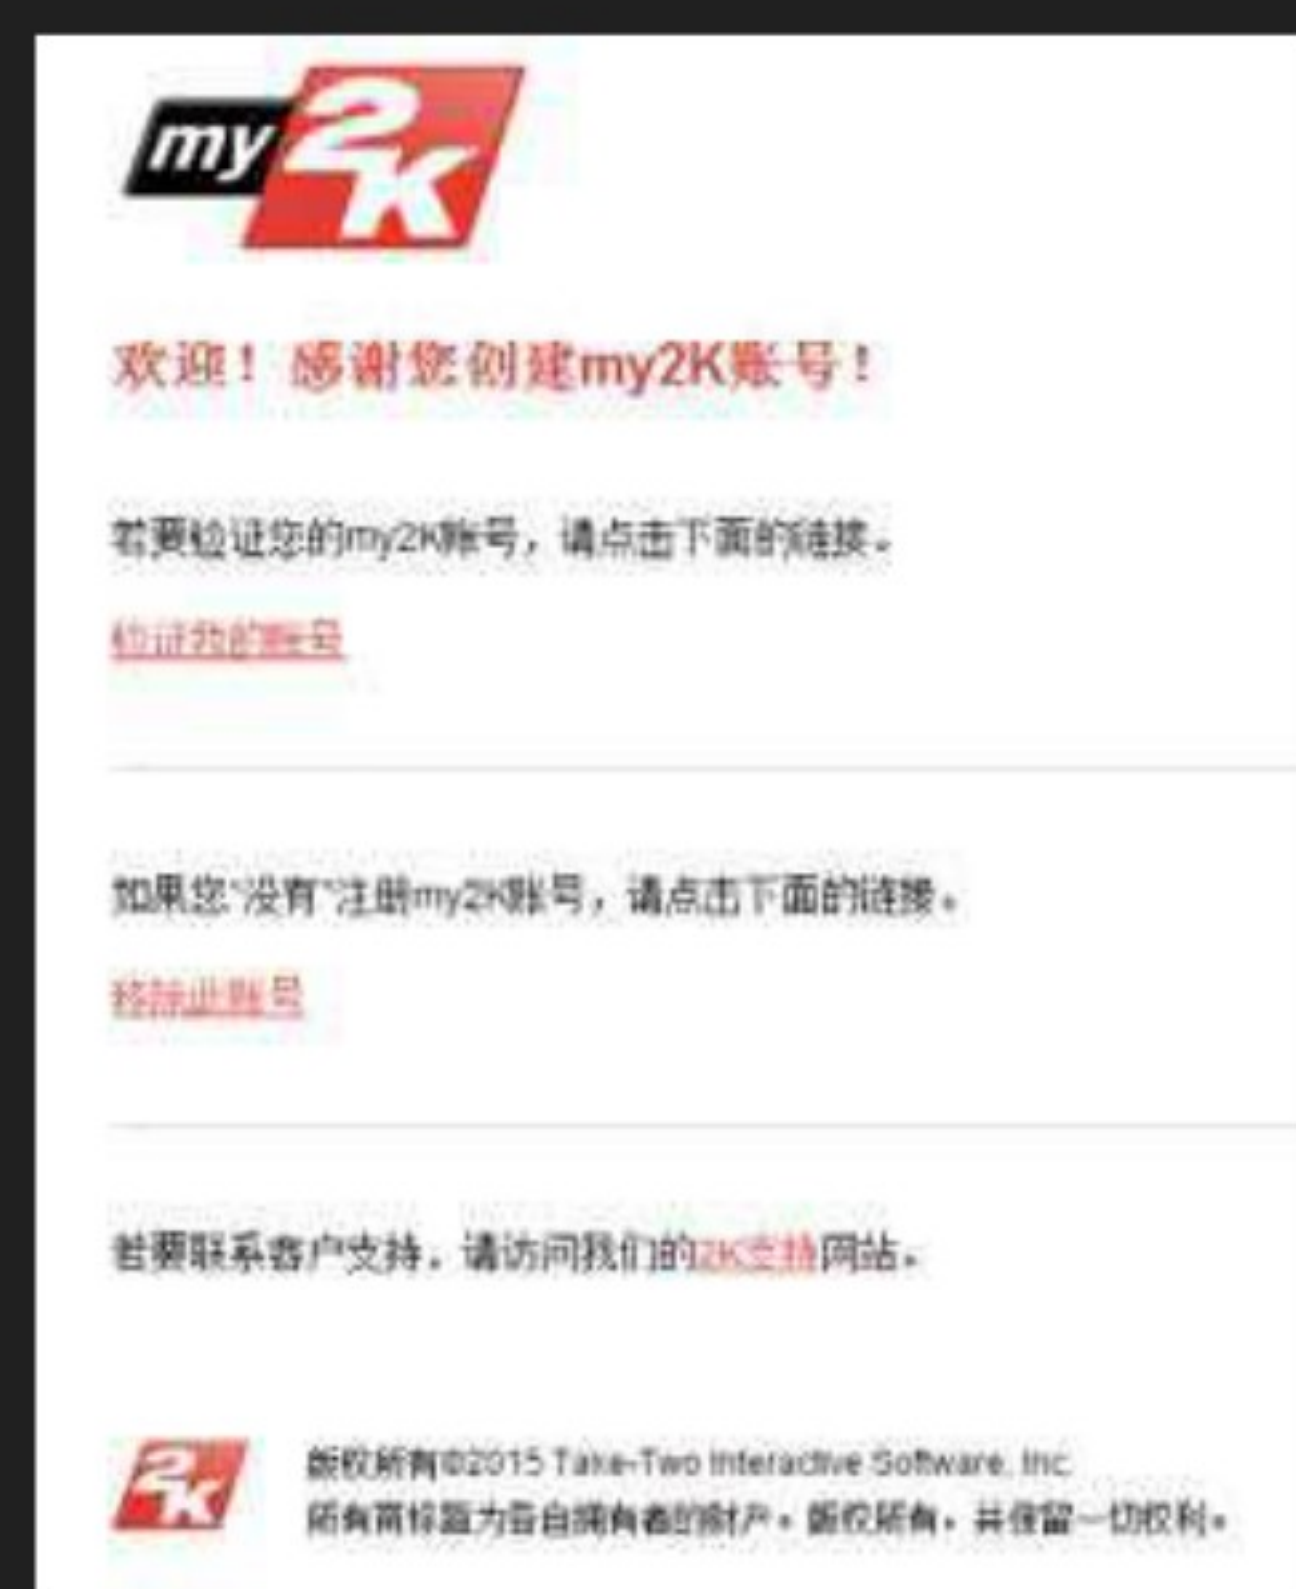 my2K
欢迎！感谢您创建my2K账号！
若要验证您的my2K账号，请点击下面的链接。
验证我的账号
如果您“没有”注册my2K账号，请点击下面的链接。
移除此账号
若要联系客户支持，请访问我们的2K支持网站。
2K
版权所有©2015 Take-Two Interactive Software, Inc.
所有商标均为各自拥有者的财产。版权所有。并保留一切权利。